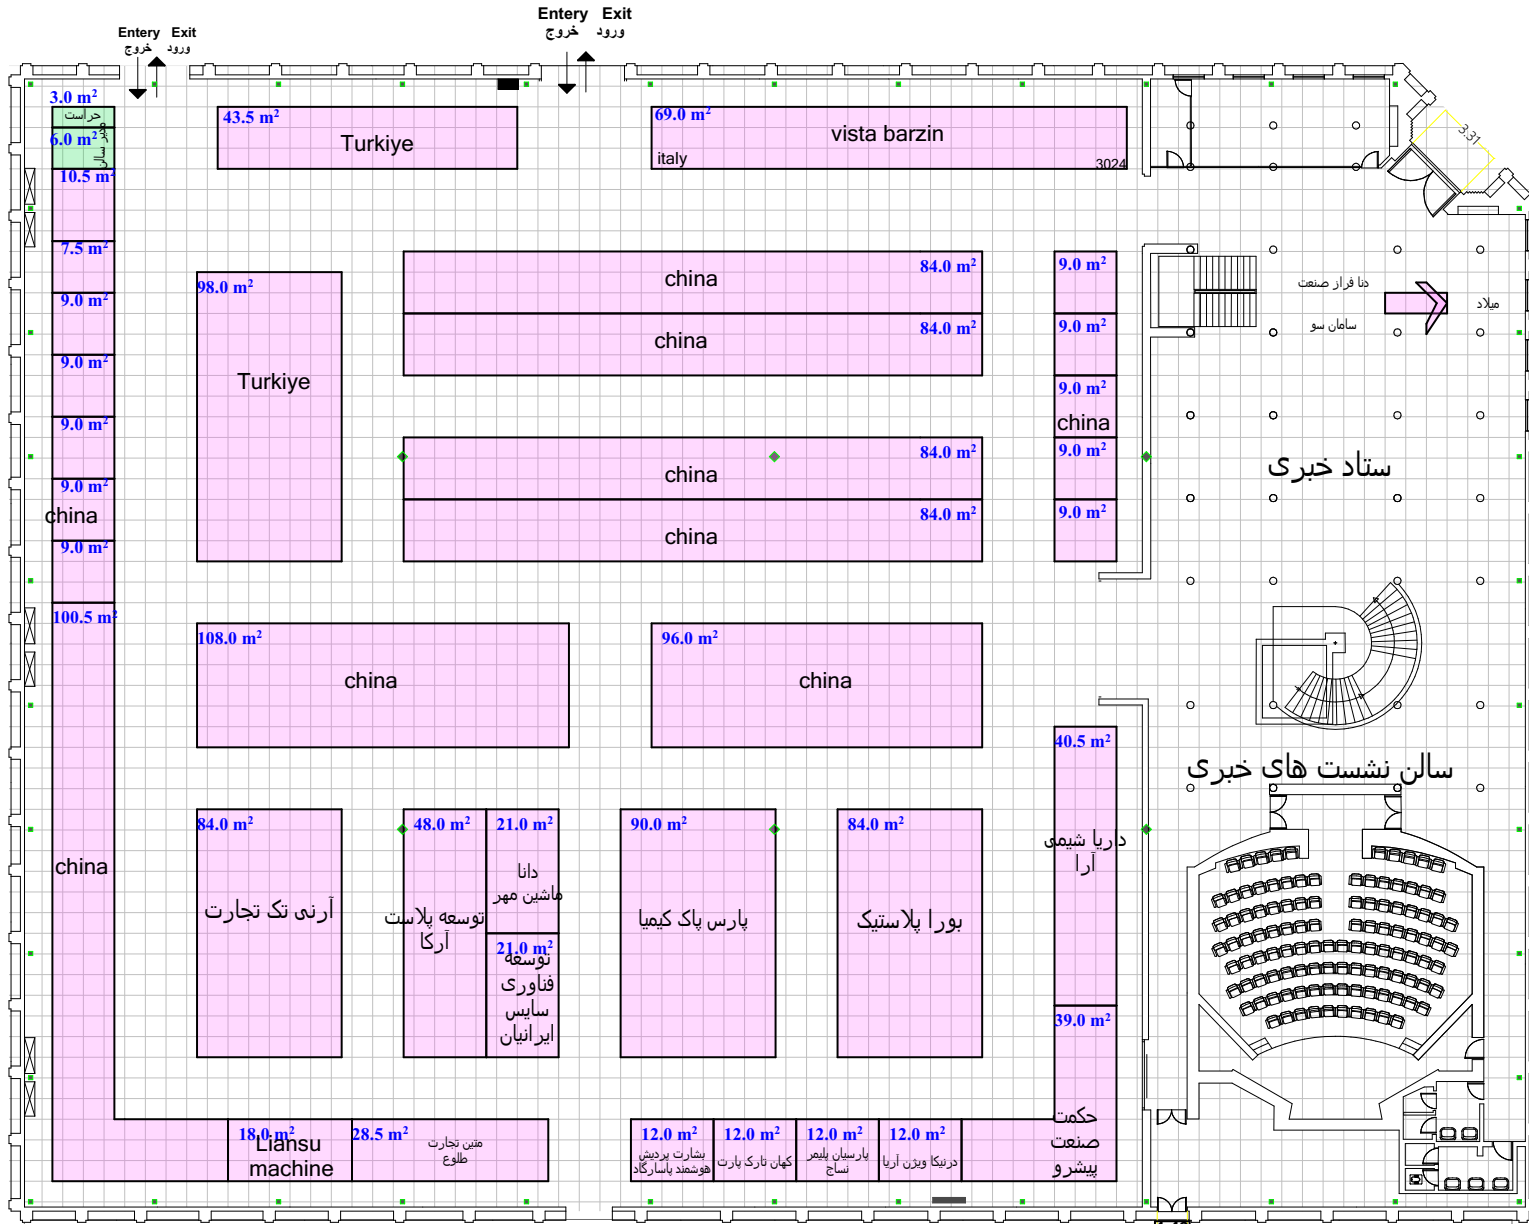 Entery Exit
خروج ورود
Entery Exit
خروج ورود
3.0 m²
حراست
6.0 m²
مدیر سالن
10.5 m²
7.5 m²
9.0 m²
9.0 m²
9.0 m²
9.0 m²
china
9.0 m²
100.5 m²
china
43.5 m²
Turkiye
69.0 m²
vista barzin
italy
3024
3.31
98.0 m²
Turkiye
84.0 m²
china
84.0 m²
china
84.0 m²
china
84.0 m²
china
9.0 m²
9.0 m²
9.0 m²
china
9.0 m²
9.0 m²
دنا فراز صنعت
سامان سو
میلاد
ستاد خبری
108.0 m²
china
96.0 m²
china
سالن نشست های خبری
84.0 m²
آرنی تک تجارت
48.0 m²
توسعه پلاست
آرکا
21.0 m²
دانا
ماشین مهر
21.0 m²
توسعه
فناوری
سایس
ایرانیان
90.0 m²
پارس پاک کیمیا
84.0 m²
بورا پلاستیک
40.5 m²
داریا شیمی
آرا
39.0 m²
حکمت
صنعت
پیشرو
18.0 m²
Liansu
machine
28.5 m²
متین تجارت
طلوع
12.0 m²
بشارت پردیش
هوشمند پاسارگاد
12.0 m²
کهان تارک پارت
12.0 m²
پارسیان پلیمر
نساج
12.0 m²
درنیکا ویژن آریا